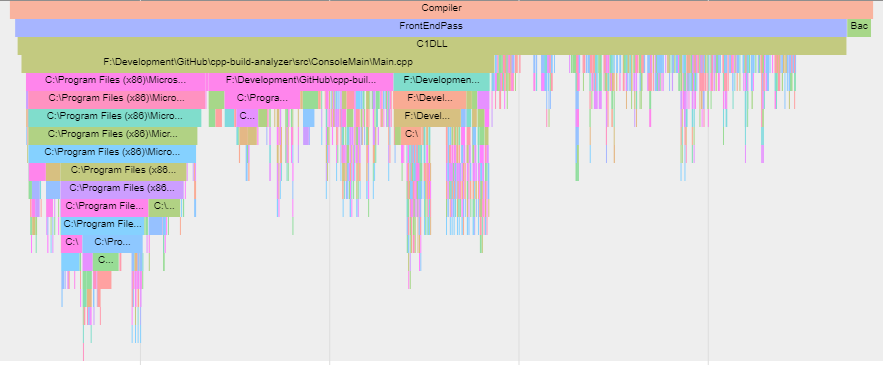 Compiler
FrontEndPass Bac
C1DLL
F:\Development\GitHub\cpp-build-analyzer\src\ConsoleMain\Main.cpp
C:\Program Files (x86)\Micros... F:\Development\GitHub\cpp-buil... F:\Developmen...
C:\Program Files (x86)\Micro... C:\Progra... F:\Devel...
C:\Program Files (x86)\Micro... C... F:\Devel...
C:\Program Files (x86)\Micr... C:\
C:\Program Files (x86)\Micro...
C:\Program Files (x86...
C:\Program Files (x86...
C:\Program File... C:\...
C:\Program File...
C:\ C:\Pro...
C...